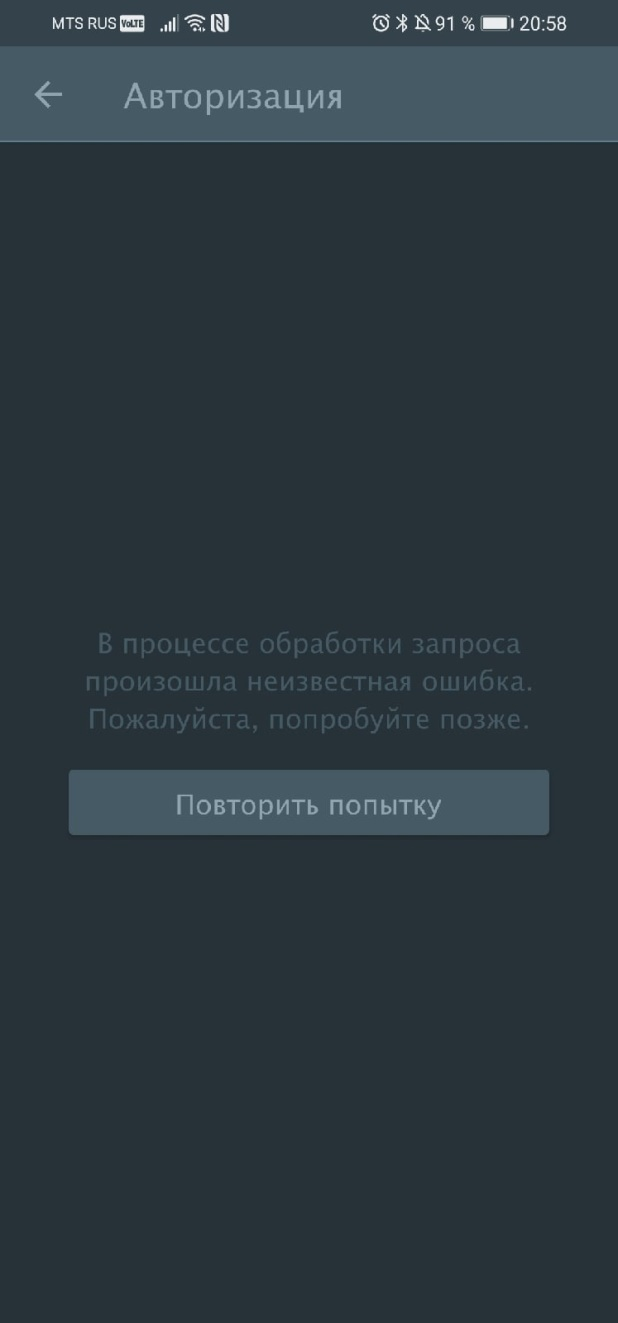 MTS RUS VoLTE 91 % 20:58
Авторизация
В процессе обработки запроса
произошла неизвестная ошибка.
Пожалуйста, попробуйте позже.
Повторить попытку